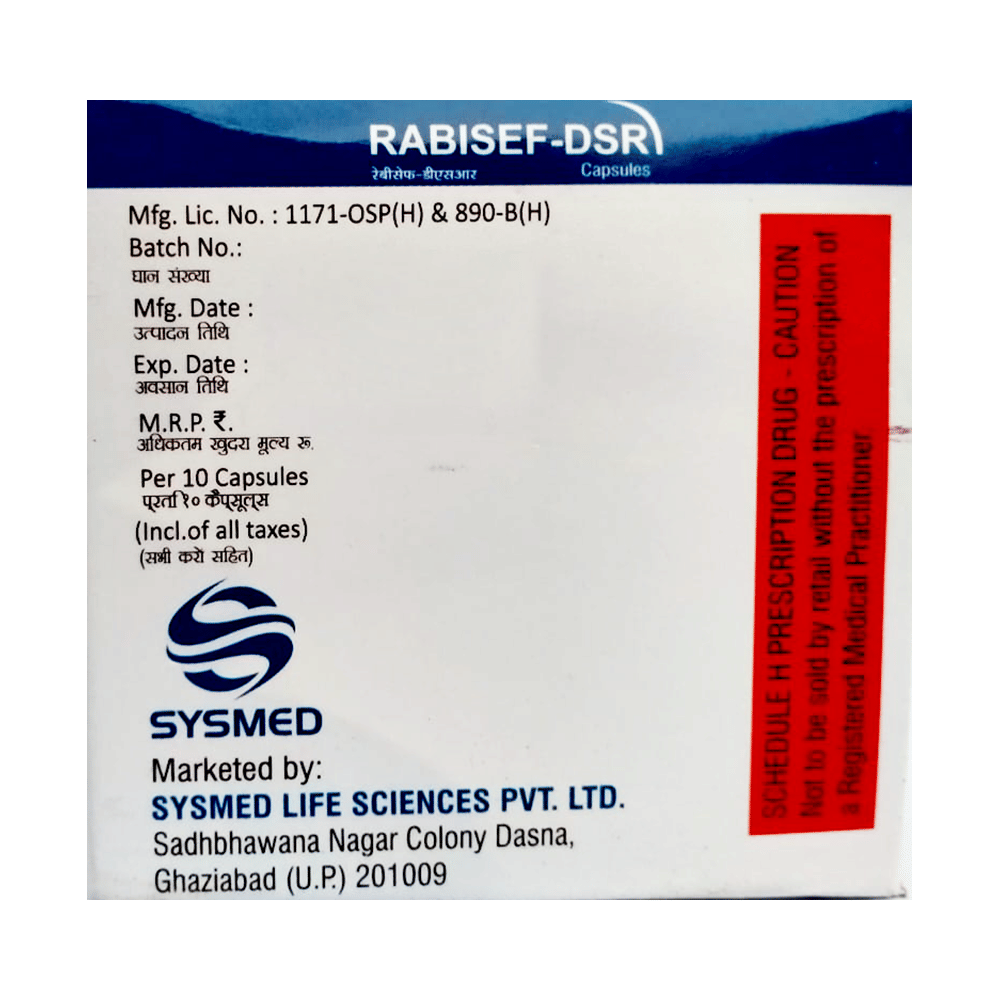 RABISEF-DSR
रेबीसेफ-डीएसआर
Capsules
Mfg. Lic. No. : 1171-OSP(H) & 890-B(H)
Batch No.:
घान संख्या
Mfg. Date :
उत्पादन तिथि
Exp. Date :
अवसान तिथि
M.R.P. ₹.
अधिकतम खुदरा मूल्य रू.
Per 10 Capsules
प्रती १० कैप्सूल्स
(Incl.of all taxes)
(सभी करों सहित)
SYSMED
Marketed by:
SYSMED LIFE SCIENCES PVT. LTD.
Sadhbhawana Nagar Colony Dasna,
Ghaziabad (U.P.) 201009
SCHEDULE H PRESCRIPTION DRUG - CAUTION
Not to be sold by retail without the prescription of
a Registered Medical Practitioner.